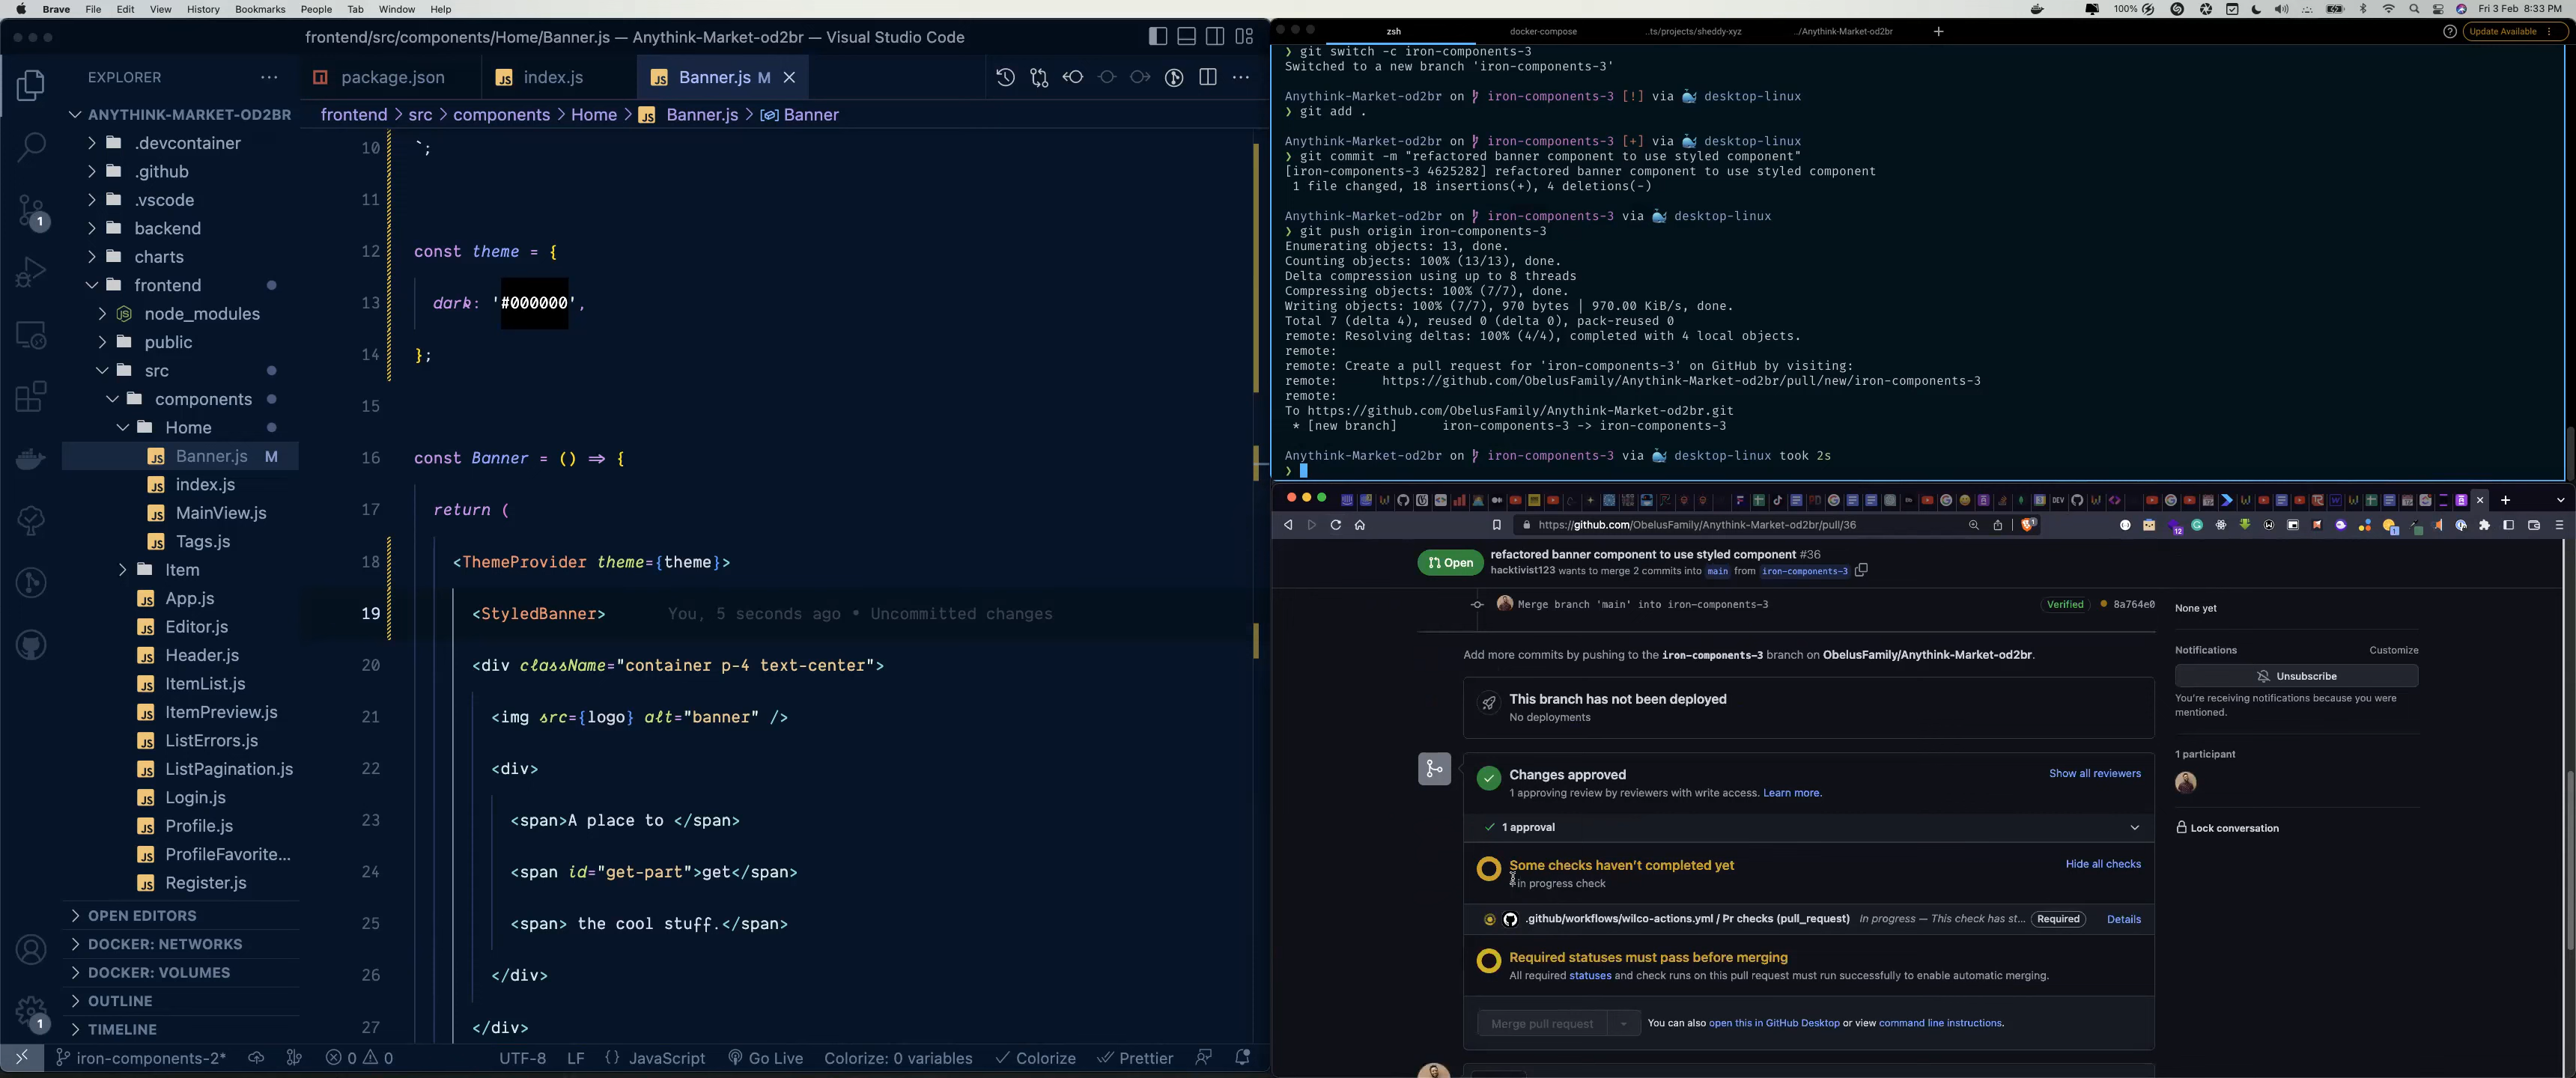 Brave File Edit View History Bookmarks People Tab Window Help
100% Fri 3 Feb 8:33 PM
frontend/src/components/Home/Banner.js — Anythink-Market-od2br — Visual Studio Code
EXPLORER
package.json
index.js
Banner.js M
ANYTHINK-MARKET-OD2BR
frontend > src > components > Home > Banner.js > Banner
.devcontainer
.github
.vscode
backend
charts
frontend
node_modules
public
src
components
Home
Banner.js M
index.js
MainView.js
Tags.js
Item
App.js
Editor.js
Header.js
ItemList.js
ItemPreview.js
ListErrors.js
ListPagination.js
Login.js
Profile.js
ProfileFavorite...
Register.js
OPEN EDITORS
DOCKER: NETWORKS
DOCKER: VOLUMES
OUTLINE
TIMELINE
1
1
10 `;
11
12 const theme = {
13 dark: '#000000',
14 };
15
16 const Banner = () => {
17 return (
18 <ThemeProvider theme={theme}>
19 <StyledBanner> You, 5 seconds ago • Uncommitted changes
20 <div className="container p-4 text-center">
21 <img src={logo} alt="banner" />
22 <div>
23 <span>A place to </span>
24 <span id="get-part">get</span>
25 <span> the cool stuff.</span>
26 </div>
27 </div>
iron-components-2* 0 0 UTF-8 LF {} JavaScript Go Live Colorize: 0 variables Colorize Prettier
zsh docker-compose ..ts/projects/sheddy-xyz ../Anythink-Market-od2br Update Available
❯ git switch -c iron-components-3
Switched to a new branch 'iron-components-3'
Anythink-Market-od2br on iron-components-3 [!] via desktop-linux
❯ git add .
Anythink-Market-od2br on iron-components-3 [+] via desktop-linux
❯ git commit -m "refactored banner component to use styled component"
[iron-components-3 4625282] refactored banner component to use styled component
1 file changed, 18 insertions(+), 4 deletions(-)
Anythink-Market-od2br on iron-components-3 via desktop-linux
❯ git push origin iron-components-3
Enumerating objects: 13, done.
Counting objects: 100% (13/13), done.
Delta compression using up to 8 threads
Compressing objects: 100% (7/7), done.
Writing objects: 100% (7/7), 970 bytes | 970.00 KiB/s, done.
Total 7 (delta 4), reused 0 (delta 0), pack-reused 0
remote: Resolving deltas: 100% (4/4), completed with 4 local objects.
remote:
remote: Create a pull request for 'iron-components-3' on GitHub by visiting:
remote: https://github.com/ObelusFamily/Anythink-Market-od2br/pull/new/iron-components-3
remote:
To https://github.com/ObelusFamily/Anythink-Market-od2br.git
* [new branch] iron-components-3 -> iron-components-3
Anythink-Market-od2br on iron-components-3 via desktop-linux took 2s
❯
https://github.com/ObelusFamily/Anythink-Market-od2br/pull/36
Open
refactored banner component to use styled component #36
hacktivist123 wants to merge 2 commits into main from iron-components-3
Merge branch 'main' into iron-components-3 Verified 8a764e0
Add more commits by pushing to the iron-components-3 branch on ObelusFamily/Anythink-Market-od2br.
This branch has not been deployed
No deployments
Changes approved
Show all reviewers
1 approving review by reviewers with write access. Learn more.
1 approval
Some checks haven't completed yet
Hide all checks
in progress check
.github/workflows/wilco-actions.yml / Pr checks (pull_request) In progress — This check has st... Required Details
Required statuses must pass before merging
All required statuses and check runs on this pull request must run successfully to enable automatic merging.
Merge pull request
You can also open this in GitHub Desktop or view command line instructions.
None yet
Notifications Customize
Unsubscribe
You're receiving notifications because you were
mentioned.
1 participant
Lock conversation